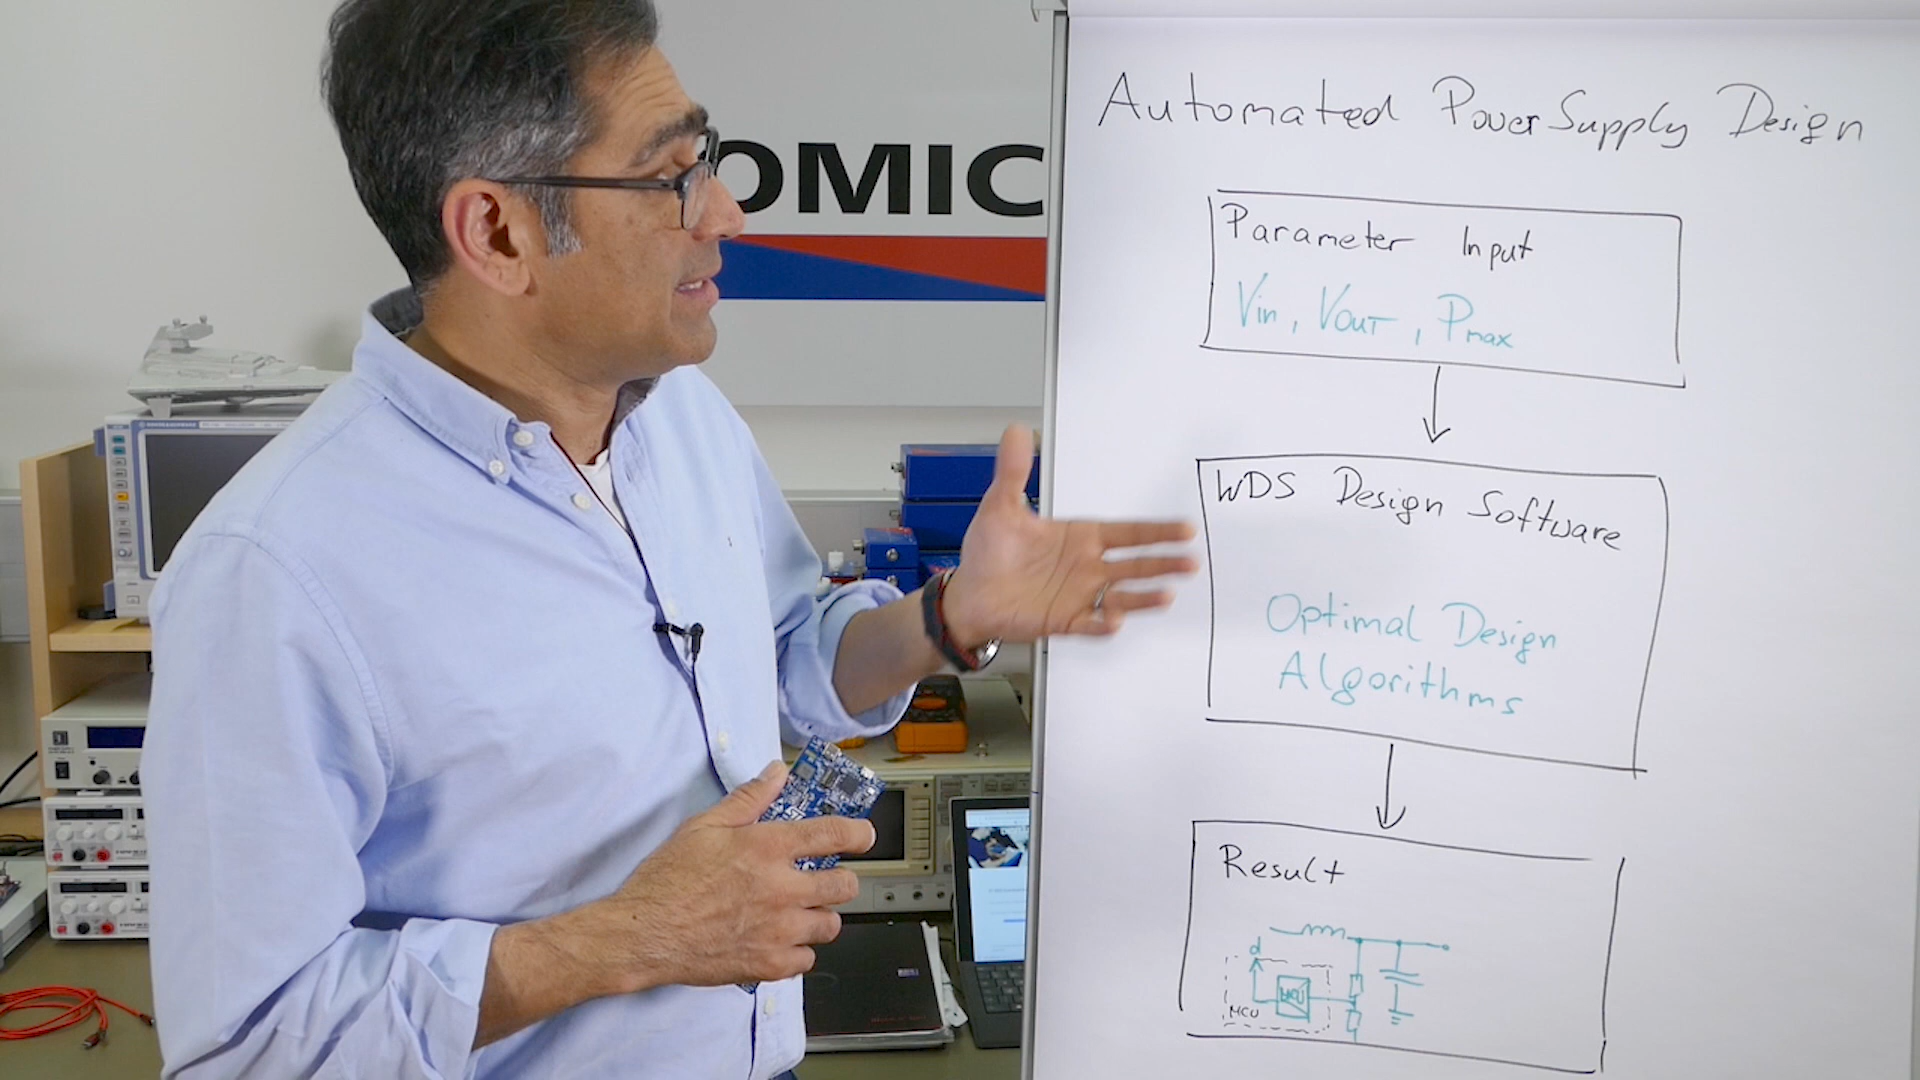 OMIC
Automated Power Supply Design
Parameter Input
Vin, VOUT, Pmax
WDS Design Software
Optimal Design
Algorithms
Result
d
MCU
MCU